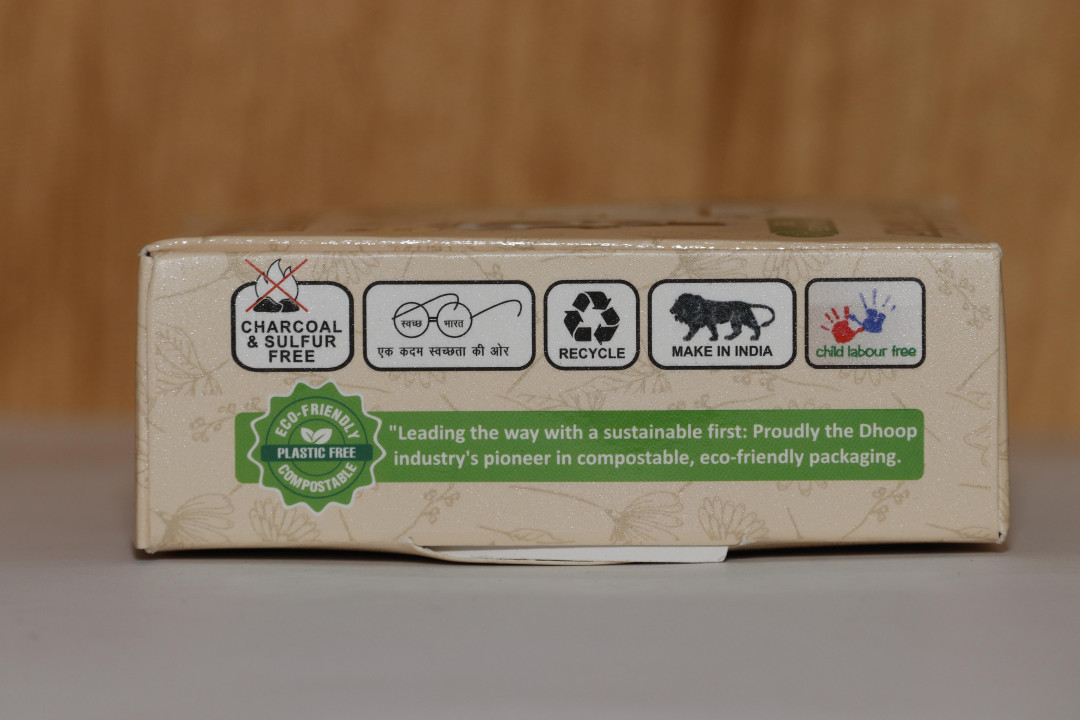 CHARCOAL
& SULFUR
FREE
स्वच्छ भारत
एक कदम स्वच्छता की ओर
RECYCLE
MAKE IN INDIA
child labour free
ECO-FRIENDLY
PLASTIC FREE
COMPOSTABLE
"Leading the way with a sustainable first: Proudly the Dhoop
industry's pioneer in compostable, eco-friendly packaging.